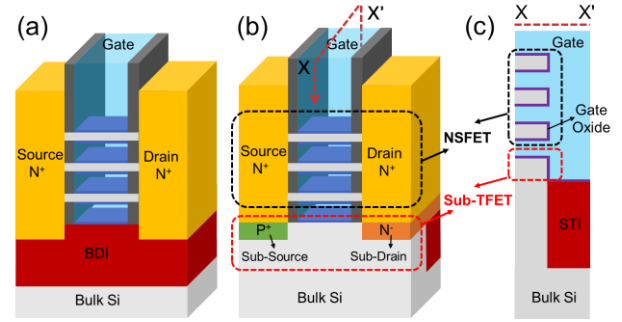 (a)
Gate
Source
N⁺
Drain
N⁺
BDI
Bulk Si
(b)
X'
Gate
X
Source
N⁺
Drain
N⁺
P⁺
N⁻
Sub-Source
Sub-Drain
Bulk Si
NSFET
Sub-TFET
(c)
X
X'
Gate
Gate
Oxide
STI
Bulk Si